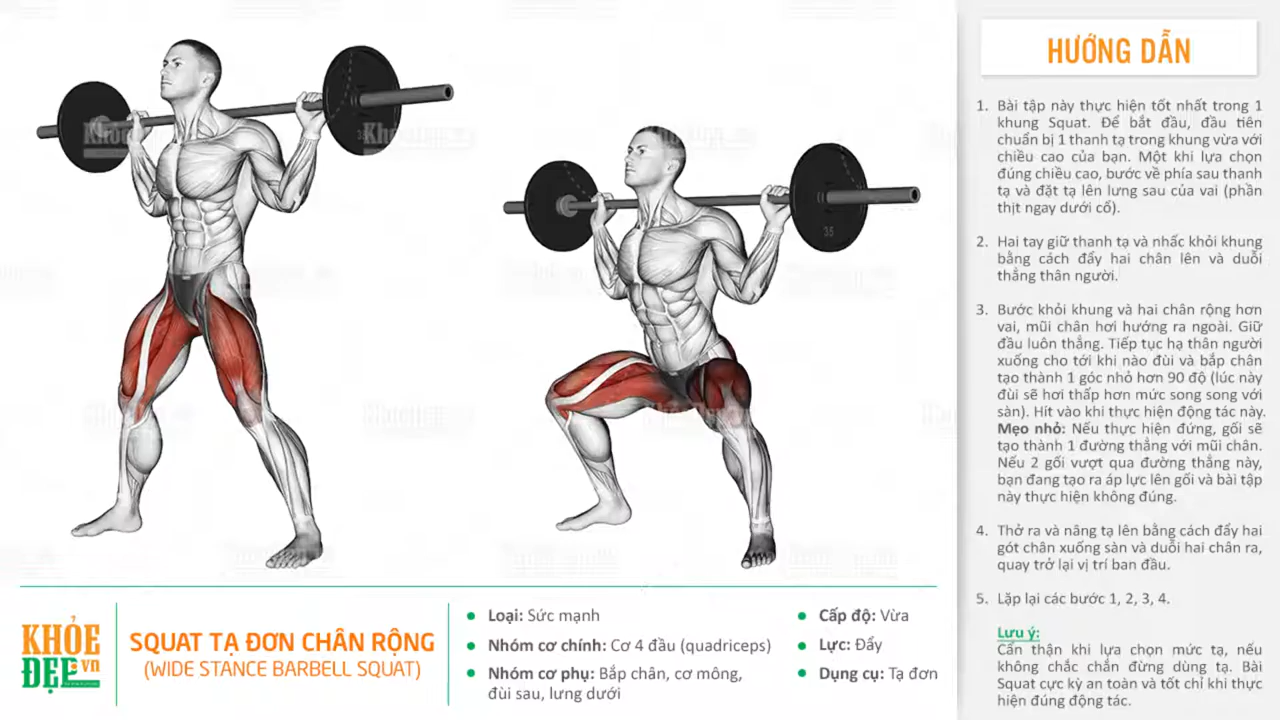 HƯỚNG DẪN
1. Bài tập này thực hiện tốt nhất trong 1
khung Squat. Để bắt đầu, đầu tiên
chuẩn bị 1 thanh tạ trong khung vừa với
chiều cao của bạn. Một khi lựa chọn
đúng chiều cao, bước về phía sau thanh
tạ và đặt tạ lên lưng sau của vai (phần
thịt ngay dưới cổ).
2. Hai tay giữ thanh tạ và nhấc khỏi khung
bằng cách đẩy hai chân lên và duỗi
thẳng thân người.
3. Bước khỏi khung và hai chân rộng hơn
vai, mũi chân hơi hướng ra ngoài. Giữ
đầu luôn thẳng. Tiếp tục hạ thân người
xuống cho tới khi nào đùi và bắp chân
tạo thành 1 góc nhỏ hơn 90 độ (lúc này
đùi sẽ hơi thấp hơn mức song song với
sàn). Hít vào khi thực hiện động tác này.
Mẹo nhỏ: Nếu thực hiện đứng, gối sẽ
tạo thành 1 đường thẳng với mũi chân.
Nếu 2 gối vượt qua đường thẳng này,
bạn đang tạo ra áp lực lên gối và bài tập
này thực hiện không đúng.
4. Thở ra và nâng tạ lên bằng cách đẩy hai
gót chân xuống sàn và duỗi hai chân ra,
quay trở lại vị trí ban đầu.
5. Lặp lại các bước 1, 2, 3, 4.
Lưu ý:
Cẩn thận khi lựa chọn mức tạ, nếu
không chắc chắn đừng dùng tạ. Bài
Squat cực kỳ an toàn và tốt chỉ khi thực
hiện đúng động tác.
35
KHỎE
ĐẸP.vn
SQUAT TẠ ĐƠN CHÂN RỘNG
(WIDE STANCE BARBELL SQUAT)
Loại: Sức mạnh
Nhóm cơ chính: Cơ 4 đầu (quadriceps)
Nhóm cơ phụ: Bắp chân, cơ mông,
đùi sau, lưng dưới
Cấp độ: Vừa
Lực: Đẩy
Dụng cụ: Tạ đơn